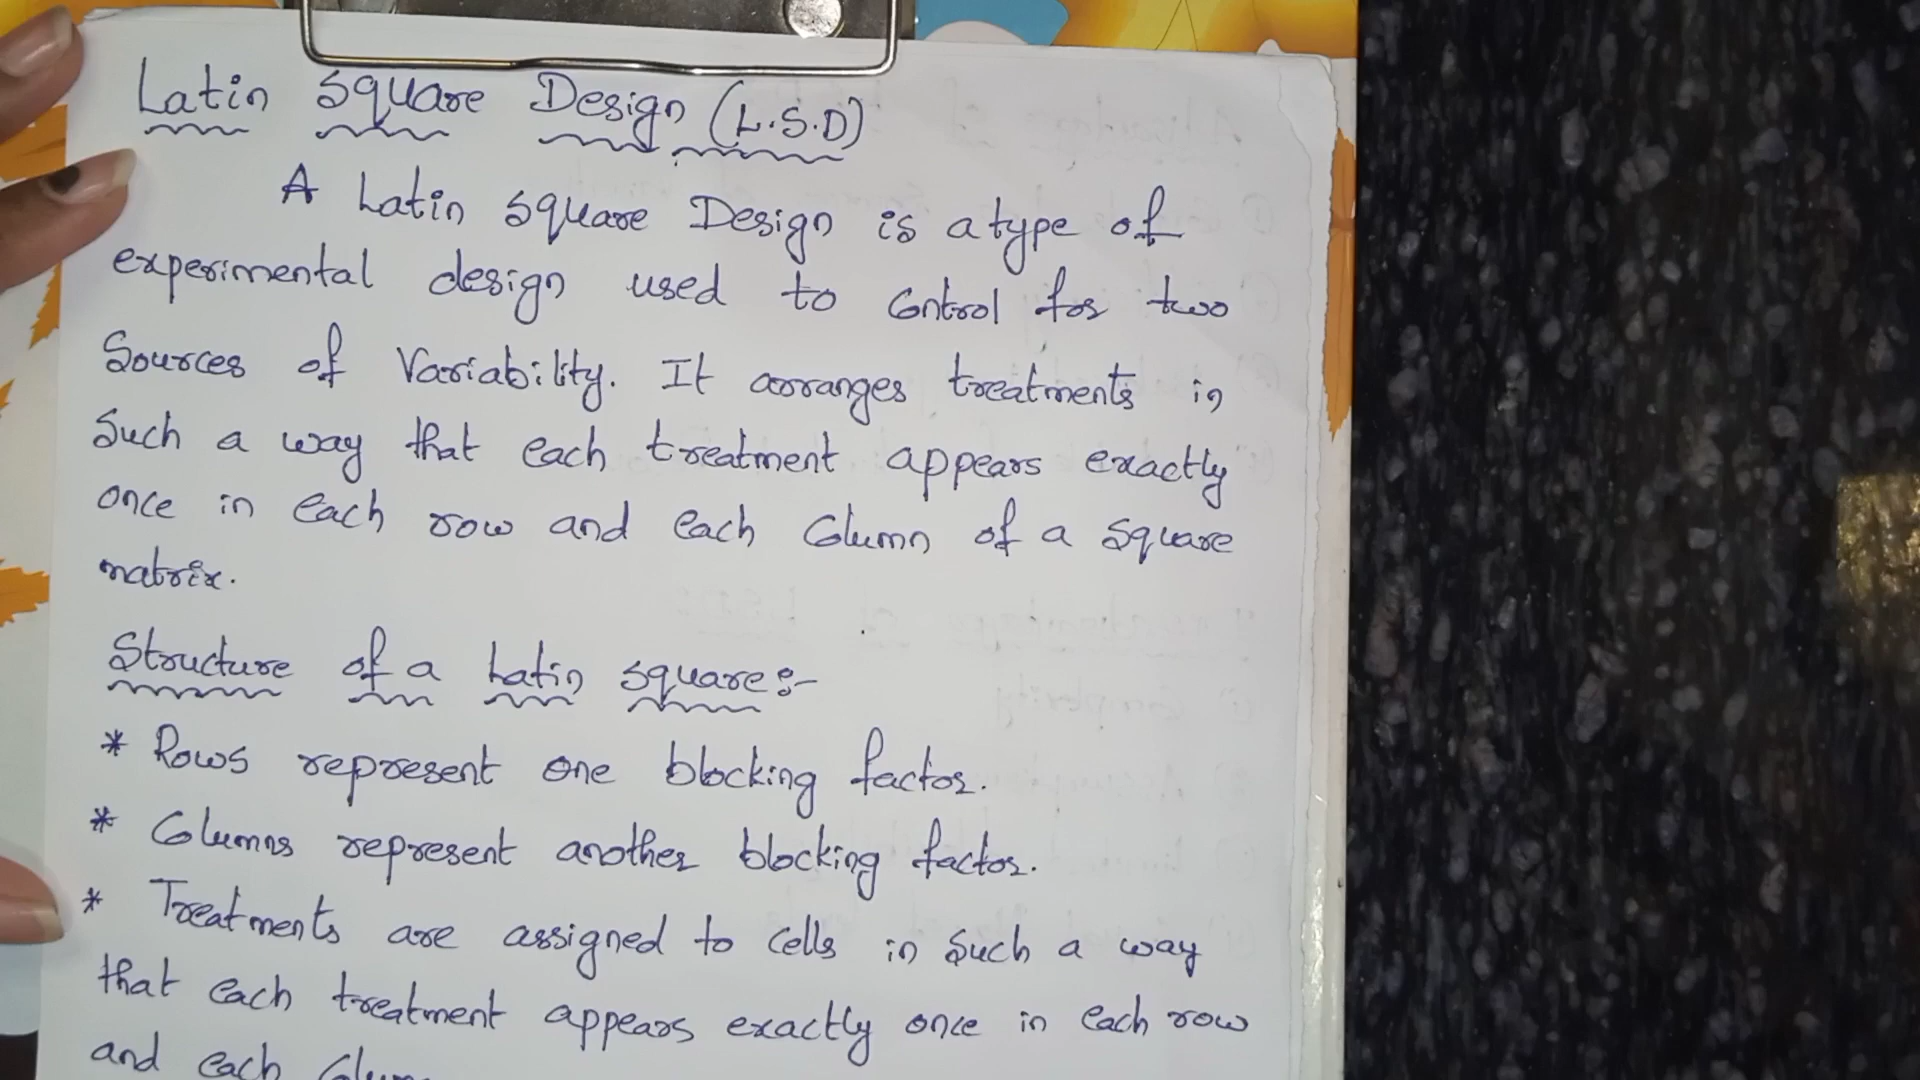 Latin Square Design (L.S.D)
A Latin Square Design is a type of
experimental design used to control for two
Sources of Variability. It arranges treatments in
Such a way that each treatment appears exactly
once in each row and each Column of a square
matrix.
Structure of a Latin square:-
* Rows represent one blocking factor.
* Columns represent another blocking factor.
* Treatments are assigned to cells in such a way
that each treatment appears exactly once in each row
and each